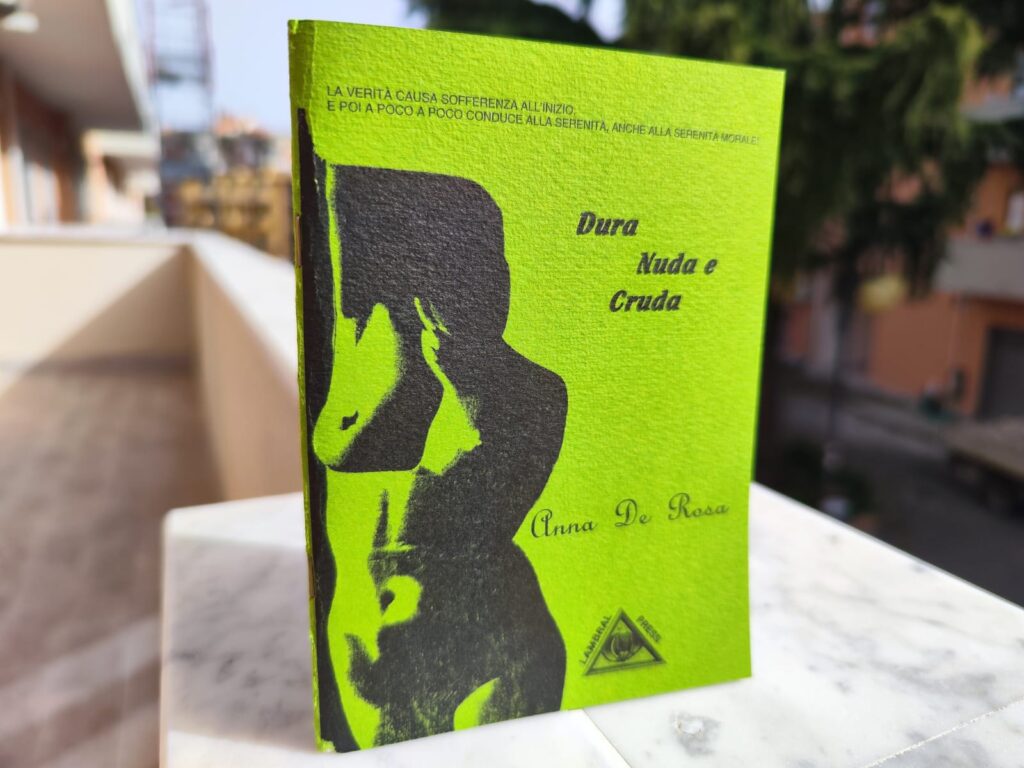 LA VERITÀ CAUSA SOFFERENZA ALL'INIZIO,
E POI A POCO A POCO CONDUCE ALLA SERENITÀ, ANCHE ALLA SERENITÀ MORALE!
Dura
Nuda e
Cruda
Anna De Rosa
LAMBRAL PRESS